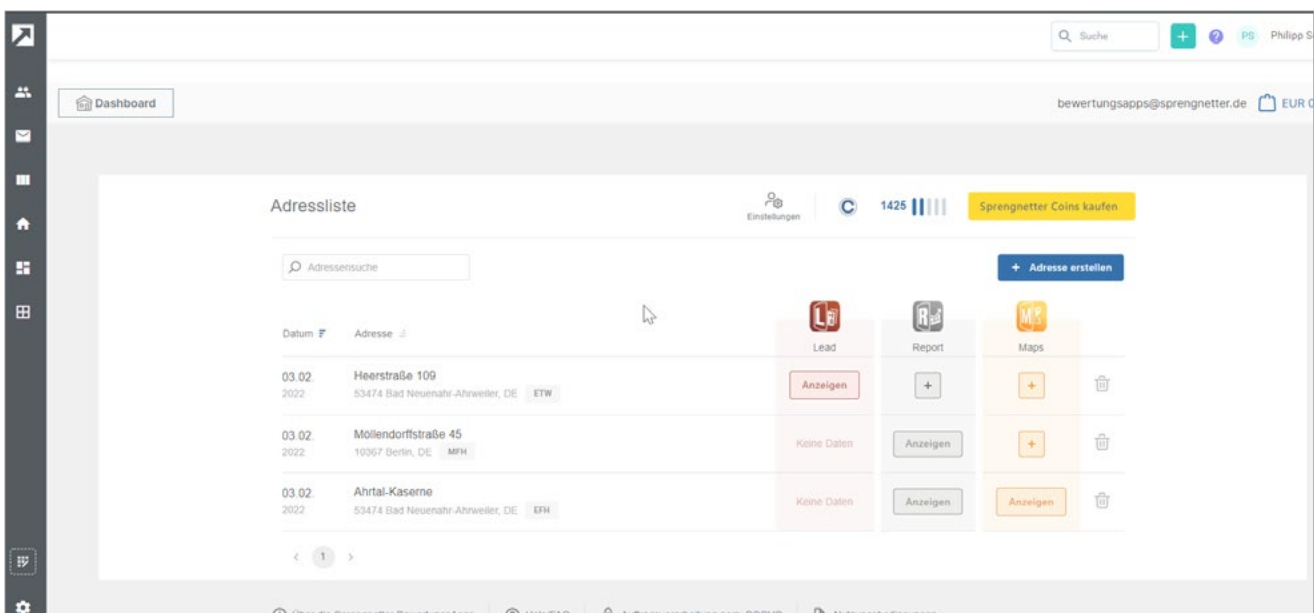 Suche
+
?
PS
Philipp S
Dashboard
bewertungsapps@sprengnetter.de
EUR
Adressliste
Einstellungen
C
1425
Sprengnetter Coins kaufen
Adressensuche
+ Adresse erstellen
Datum
Adresse
Lead
Report
Maps
03.02.
2022
Heerstraße 109
53474 Bad Neuenahr-Ahrweiler, DE ETW
Anzeigen
+
+
03.02.
2022
Möllendorffstraße 45
10367 Berlin, DE MFH
Keine Daten
Anzeigen
+
03.02.
2022
Ahrtal-Kaserne
53474 Bad Neuenahr-Ahrweiler, DE EFH
Keine Daten
Anzeigen
Anzeigen
< 1 >